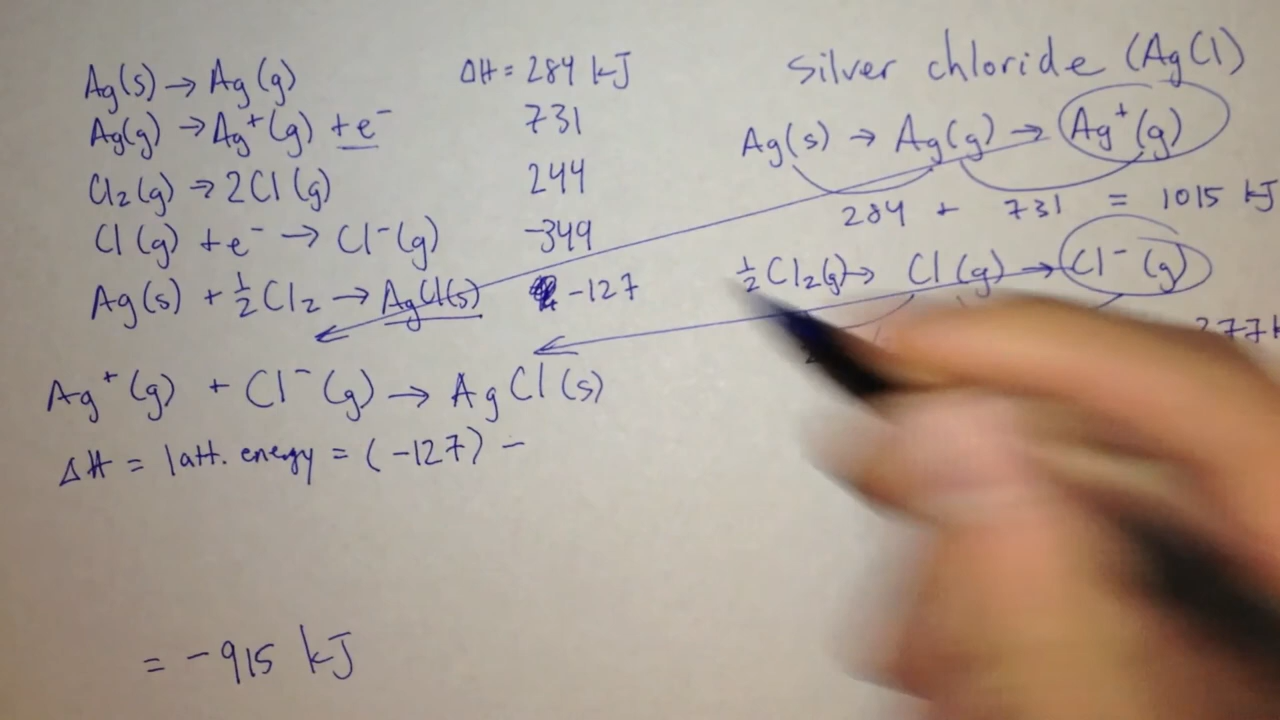 Ag(s) → Ag(g) ΔH = 284 kJ
Ag(g) → Ag⁺(g) + e⁻ 731
Cl₂(g) → 2Cl(g) 244
Cl(g) + e⁻ → Cl⁻(g) -349
Ag(s) + ½Cl₂ → AgCl(s) -127
Ag⁺(g) + Cl⁻(g) → AgCl(s)
ΔH = latt. energy = (-127) -
= -915 kJ
Silver chloride (AgCl)
Ag(s) → Ag(g) → Ag⁺(g)
284 + 731 = 1015 kJ
½Cl₂(g) → Cl(g) → Cl⁻(g)